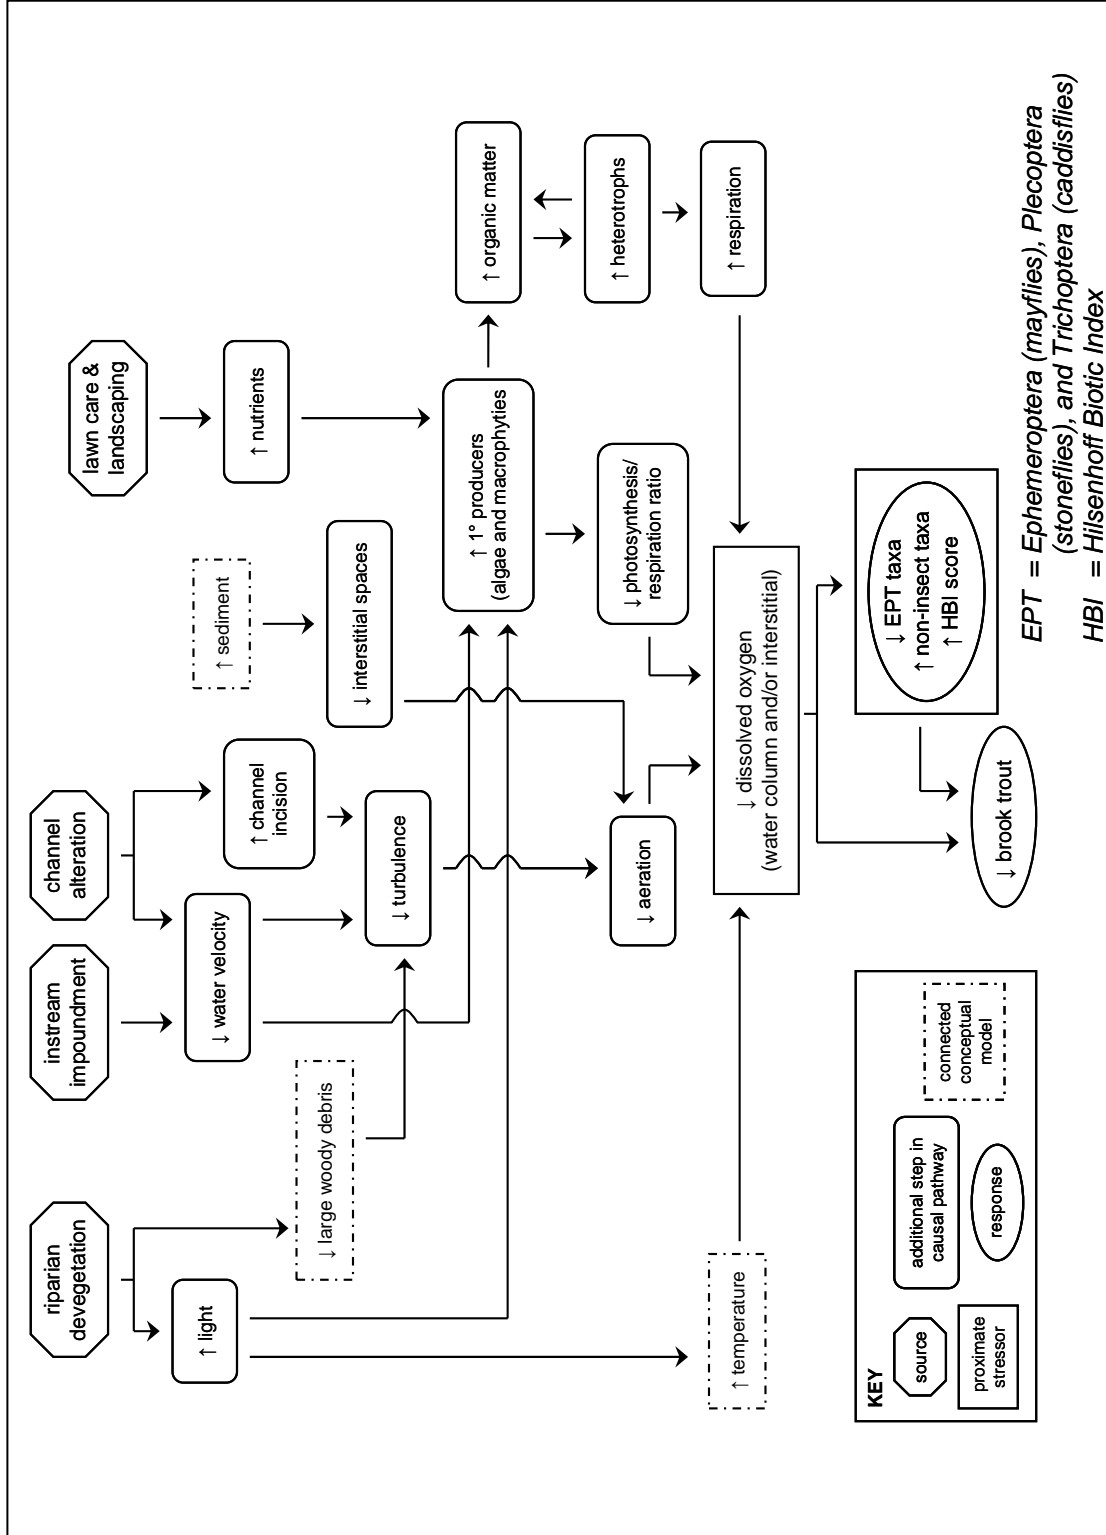 riparian
devegetation
instream
impoundment
channel
alteration
lawn care &
landscaping
↑ light
↓ water velocity
↑ channel
incision
↑ sediment
↑ nutrients
↓ large woody debris
↓ turbulence
↓ interstitial spaces
↑ 1° producers
(algae and macrophyties)
↑ organic matter
↑ heterotrophs
↓ aeration
↓ photosynthesis/
respiration ratio
↑ respiration
↑ temperature
↓ dissolved oxygen
(water column and/or interstitial)
↓ EPT taxa
↑ non-insect taxa
↑ HBI score
↓ brook trout
KEY
source
additional step in
causal pathway
connected
conceptual
model
proximate
stressor
response
EPT = Ephemeroptera (mayflies), Plecoptera
(stoneflies), and Trichoptera (caddisflies)
HBI = Hilsenhoff Biotic Index